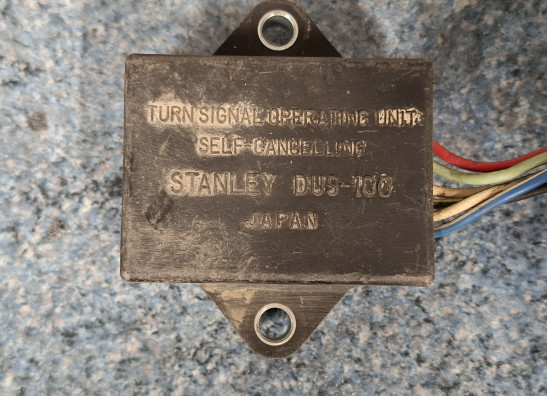 TURN SIGNAL OPERATING UNIT
SELF-CANCELLING
STANLEY DUS-100
JAPAN